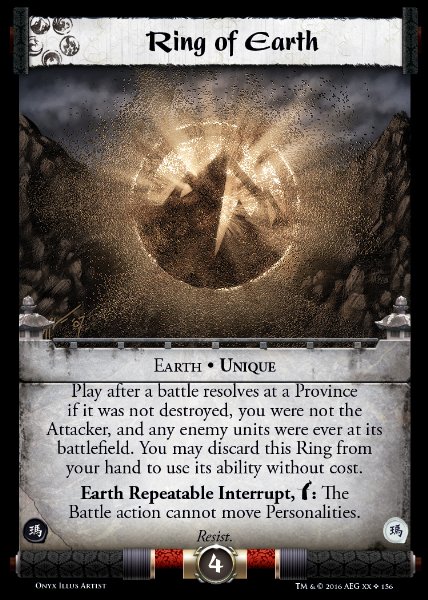 Ring of Earth
Earth • Unique
Play after a battle resolves at a Province
if it was not destroyed, you were not the
Attacker, and any enemy units were ever at its
battlefield. You may discard this Ring from
your hand to use its ability without cost.
Earth Repeatable Interrupt, : The
Battle action cannot move Personalities.
瑪 瑪
Resist.
4
Onyx Illus Artist TM & © 2016 AEG XX ❖ 156